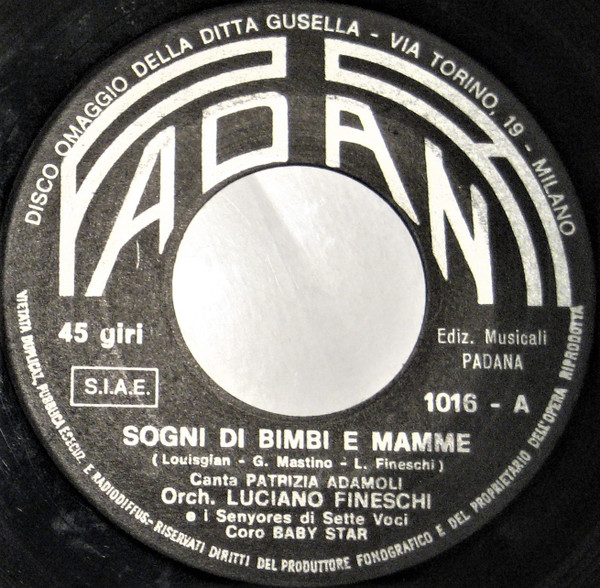 DISCO OMAGGIO DELLA DITTA GUSELLA - VIA TORINO, 19 - MILANO
PADAN
45 giri
S.I.A.E.
Ediz. Musicali
PADANA
1016 - A
SOGNI DI BIMBI E MAMME
( Louisgian - G. Mastino - L. Fineschi )
Canta PATRIZIA ADAMOLI
Orch. LUCIANO FINESCHI
e i Senyores di Sette Voci
Coro BABY STAR
VIETATA DUPLICAZ. PUBBLICA ESECUZ. E RADIODIFFUS.- RISERVATI DIRITTI DEL PRODUTTORE FONOGRAFICO E DEL PROPRIETARIO DELL'OPERA RIPRODOTTA